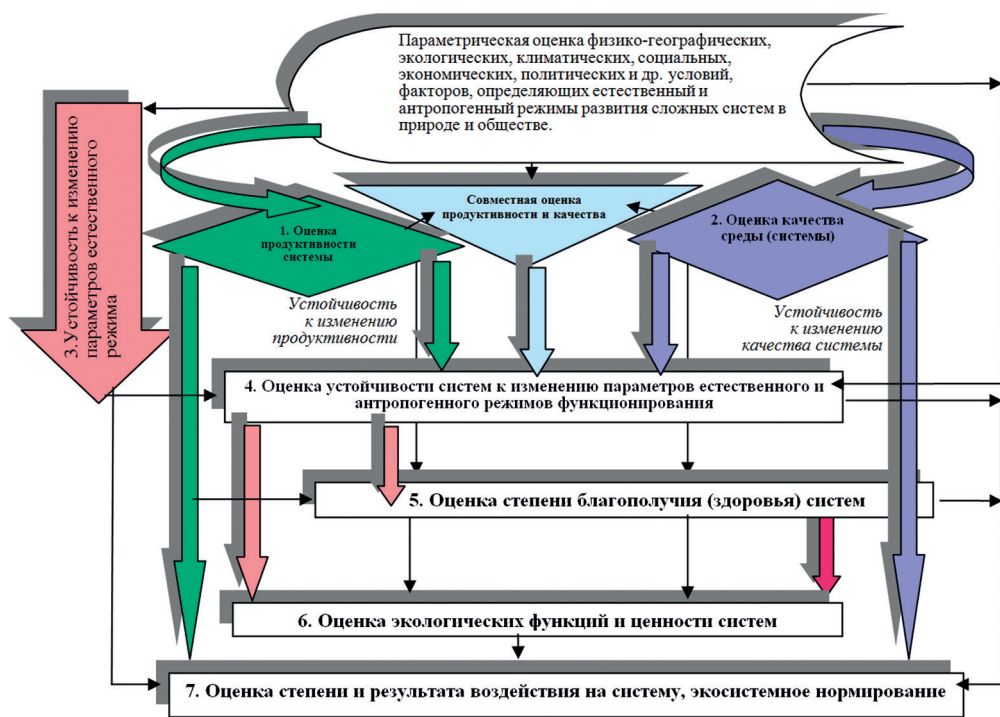 Параметрическая оценка физико-географических,
экологических, климатических, социальных,
экономических, политических и др. условий,
факторов, определяющих естественный и
антропогенный режимы развития сложных систем в
природе и обществе.
3.Устойчивость к изменению
параметров естественного
режима
Совместная оценка
продуктивности и качества
1. Оценка
продуктивности
системы
2. Оценка качества
среды (системы)
Устойчивость
к изменению
продуктивности
Устойчивость
к изменению
качества системы
4. Оценка устойчивости систем к изменению параметров естественного и
антропогенного режимов функционирования
5. Оценка степени благополучия (здоровья) систем
6. Оценка экологических функций и ценности систем
7. Оценка степени и результата воздействия на систему, экосистемное нормирование